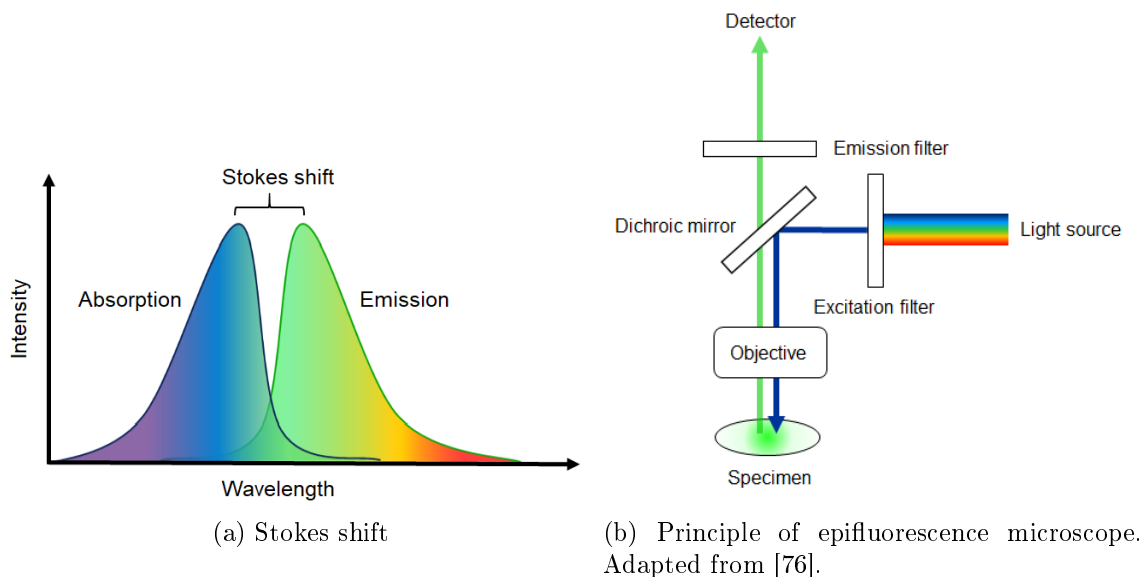 Stokes shift
Absorption
Emission
Intensity
Wavelength
(a) Stokes shift
Detector
Emission filter
Dichroic mirror
Light source
Excitation filter
Objective
Specimen
(b) Principle of epifluorescence microscope.
Adapted from [76].